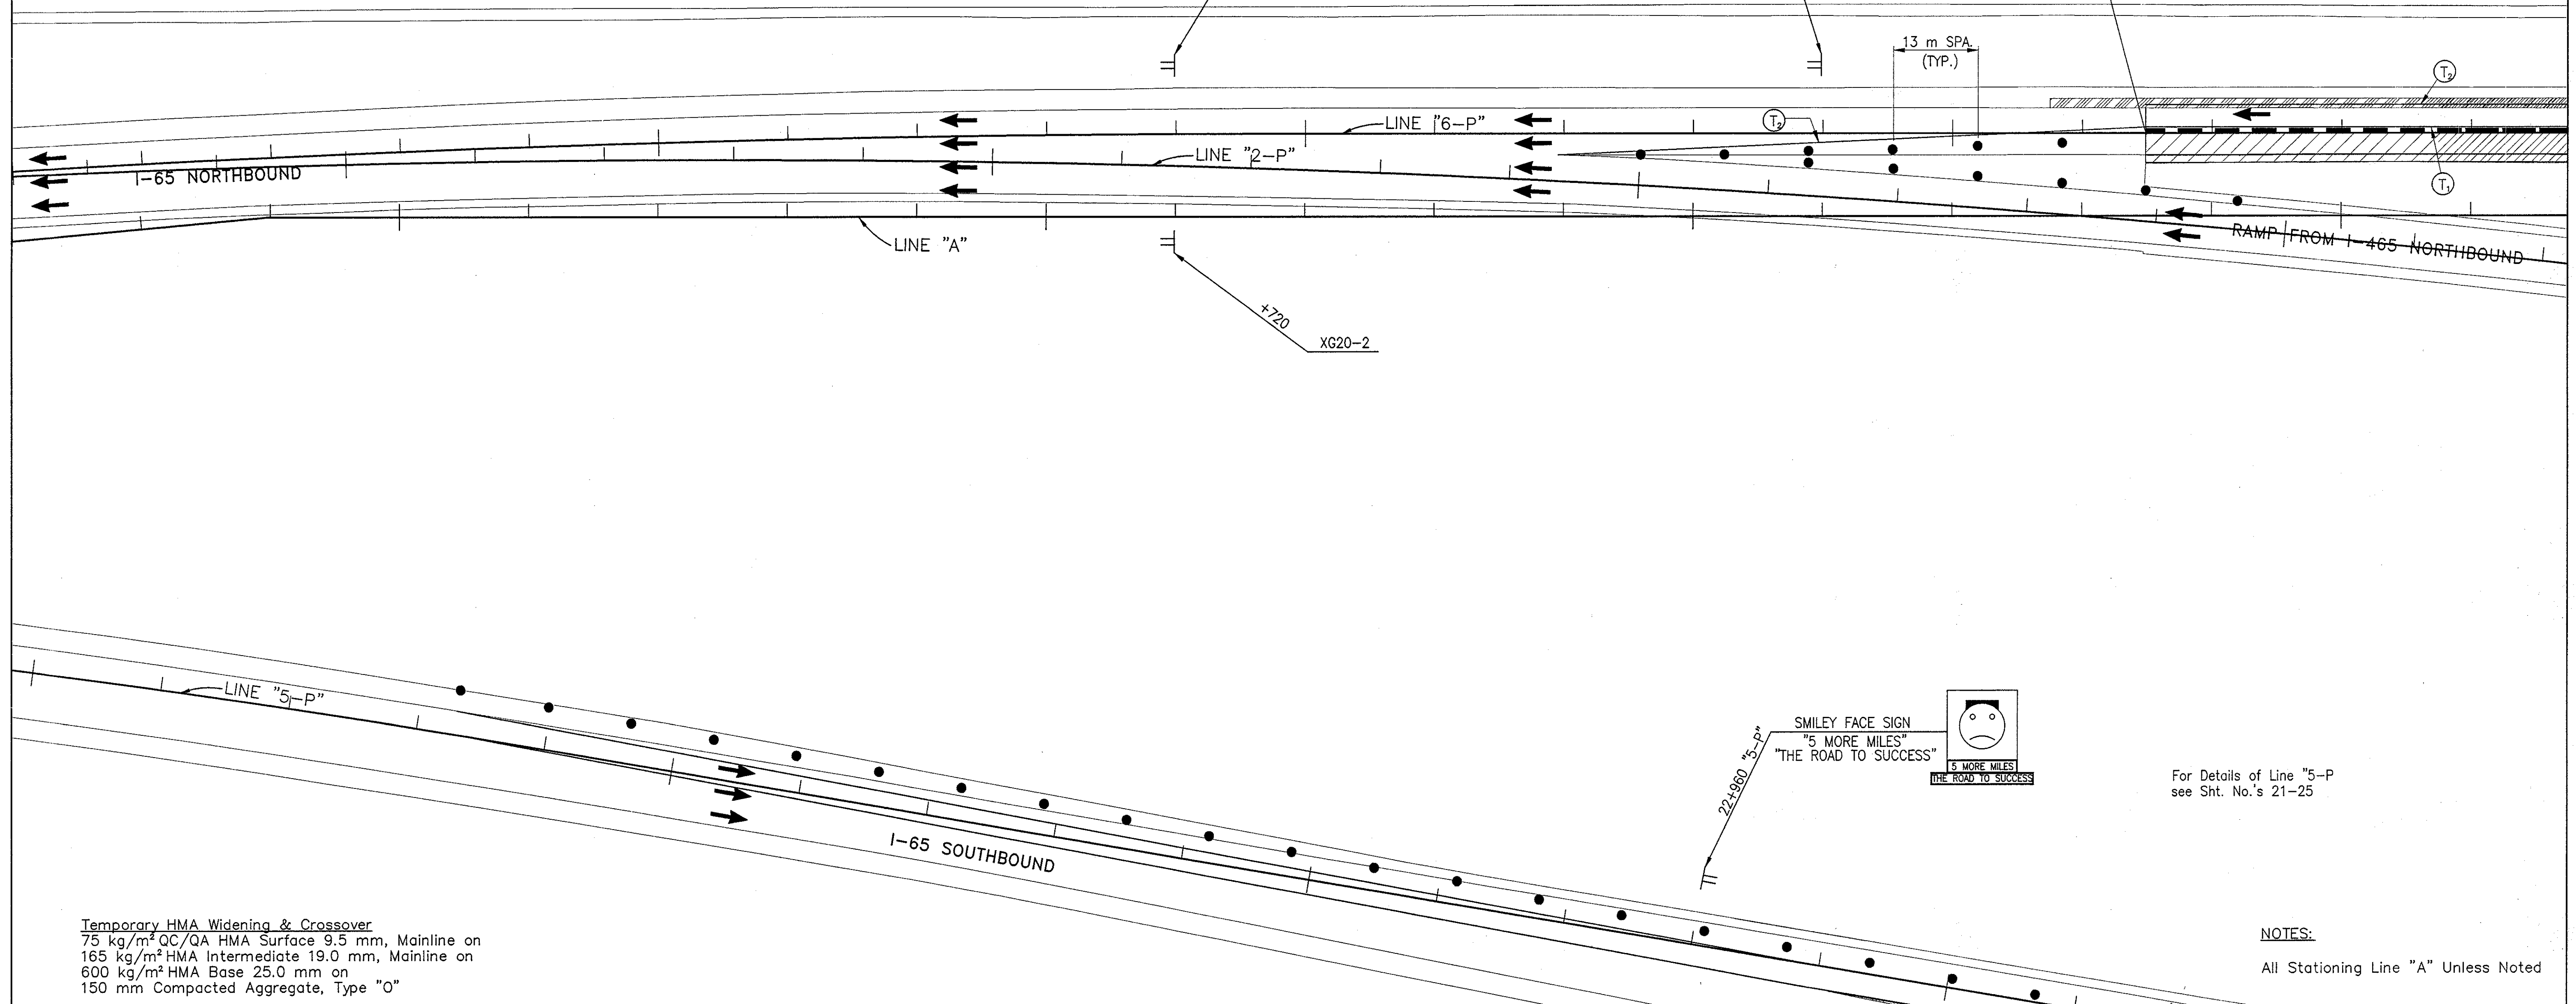 13 m SPA.
(TYP.)
T₂
T₂
LINE "6-P"
LINE "2-P"
I-65 NORTHBOUND
T₁
LINE "A"
RAMP FROM I-465 NORTHBOUND
+720
XG20-2
LINE "5-P"
22+960 "5-P"
SMILEY FACE SIGN
"5 MORE MILES"
"THE ROAD TO SUCCESS"
5 MORE MILES
THE ROAD TO SUCCESS
For Details of Line "5-P
see Sht. No.'s 21-25
I-65 SOUTHBOUND
Temporary HMA Widening & Crossover
75 kg/m² QC/QA HMA Surface 9.5 mm, Mainline on
165 kg/m² HMA Intermediate 19.0 mm, Mainline on
600 kg/m² HMA Base 25.0 mm on
150 mm Compacted Aggregate, Type "O"
NOTES:
All Stationing Line "A" Unless Noted